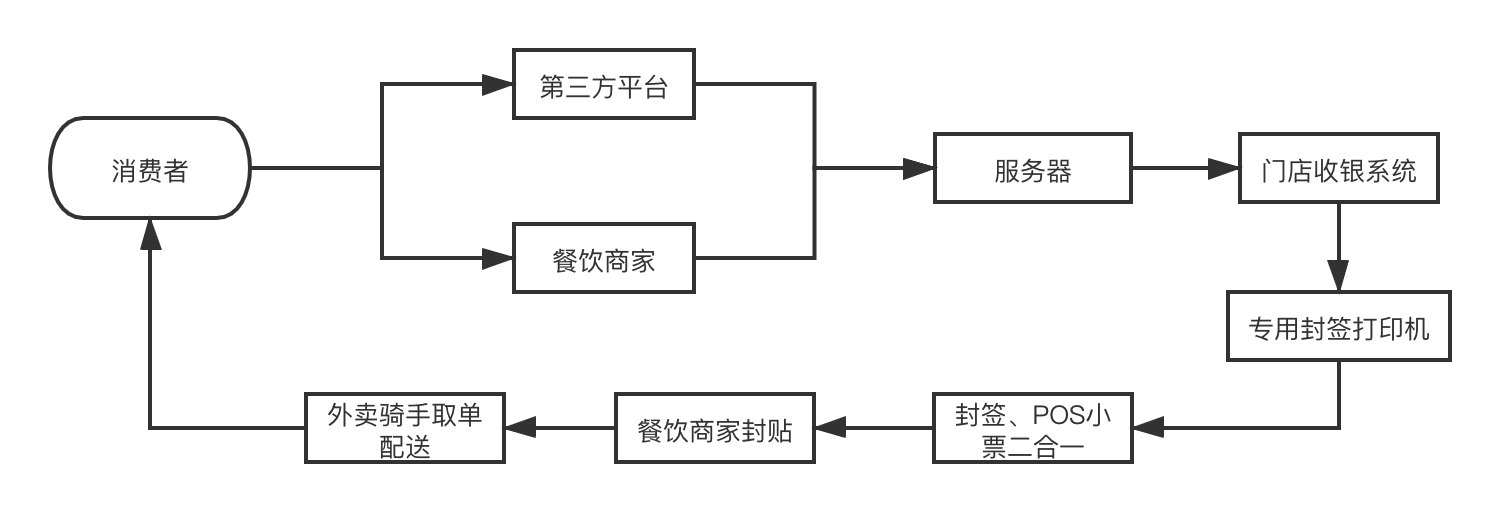 第三方平台
消费者
服务器
门店收银系统
餐饮商家
专用封签打印机
封签、POS小
票二合一
餐饮商家封贴
外卖骑手取单
配送